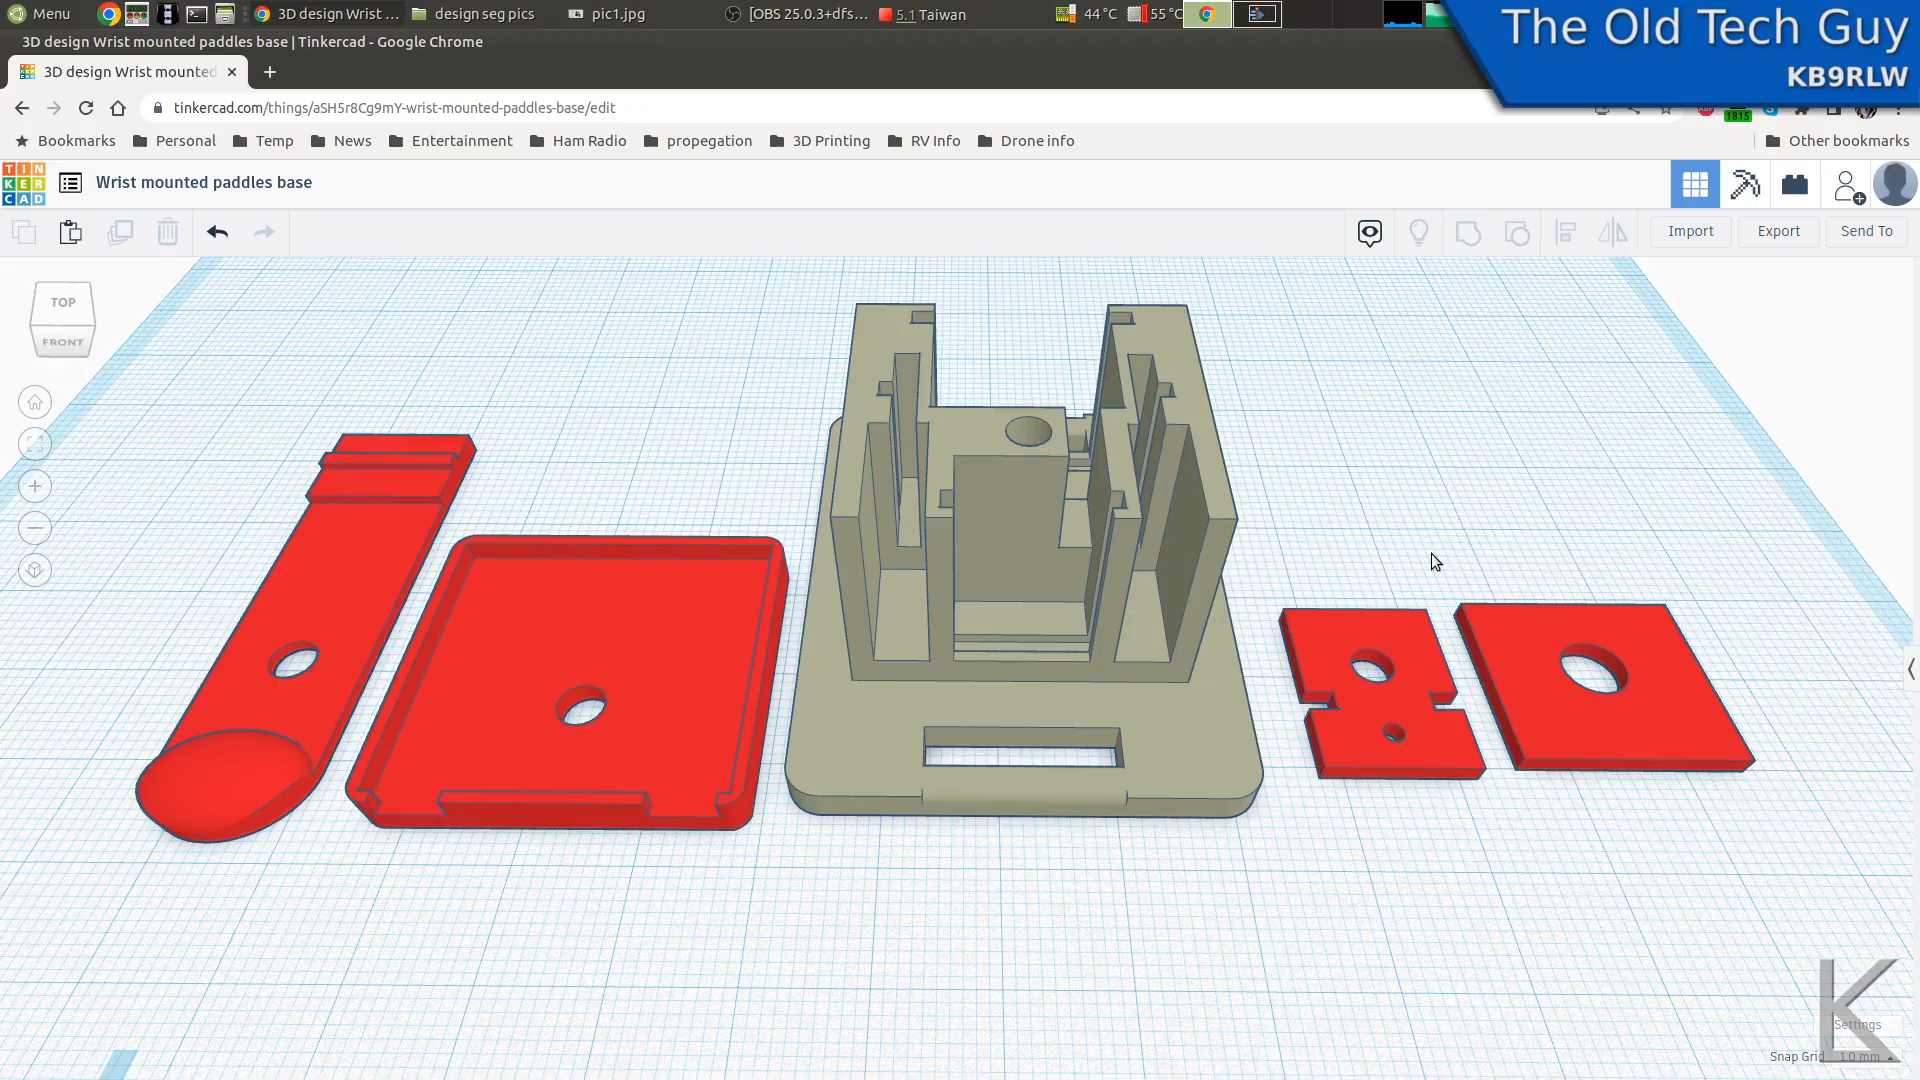 Menu
3D design Wrist ...
design seg pics
pic1.jpg
[OBS 25.0.3+dfs...
5.1 Taiwan
44°C
55°C
The Old Tech Guy
KB9RLW
3D design Wrist mounted paddles base | Tinkercad - Google Chrome
3D design Wrist mounted
tinkercad.com/things/aSH5r8Cg9mY-wrist-mounted-paddles-base/edit
1815
Bookmarks
Personal
Temp
News
Entertainment
Ham Radio
propegation
3D Printing
RV Info
Drone info
Other bookmarks
TIN
KER
CAD
Wrist mounted paddles base
Import
Export
Send To
TOP
FRONT
K
Settings
Snap Grid 1.0 mm